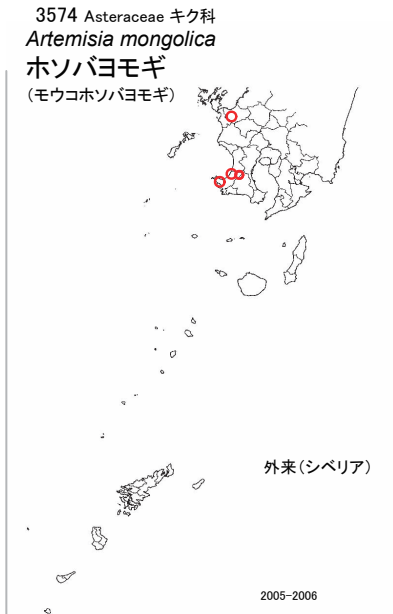 3574 Asteraceae キク科
Artemisia mongolica
ホソバヨモギ
（モウコホソバヨモギ）
外来（シベリア）
2005-2006